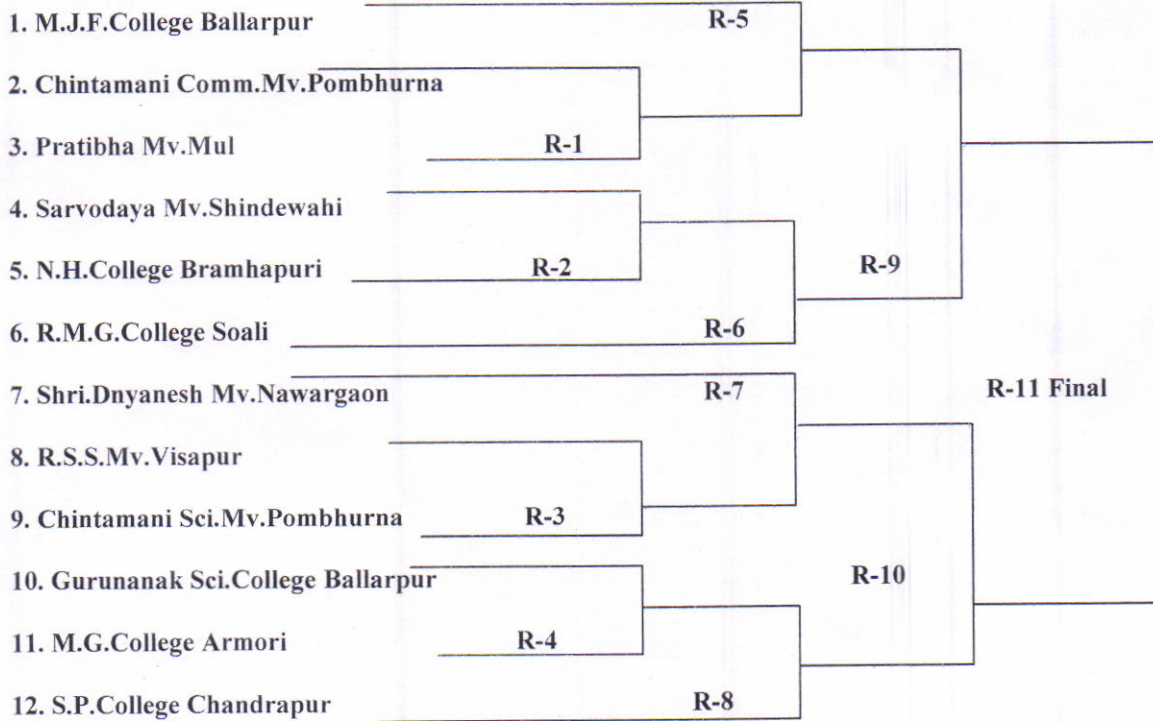 1. M.J.F.College Ballarpur R-5
2. Chintamani Comm.Mv.Pombhurna
3. Pratibha Mv.Mul R-1
4. Sarvodaya Mv.Shindewahi
5. N.H.College Bramhapuri R-2 R-9
6. R.M.G.College Soali R-6
7. Shri.Dnyanesh Mv.Nawargaon R-7 R-11 Final
8. R.S.S.Mv.Visapur
9. Chintamani Sci.Mv.Pombhurna R-3
10. Gurunanak Sci.College Ballarpur R-10
11. M.G.College Armori R-4
12. S.P.College Chandrapur R-8